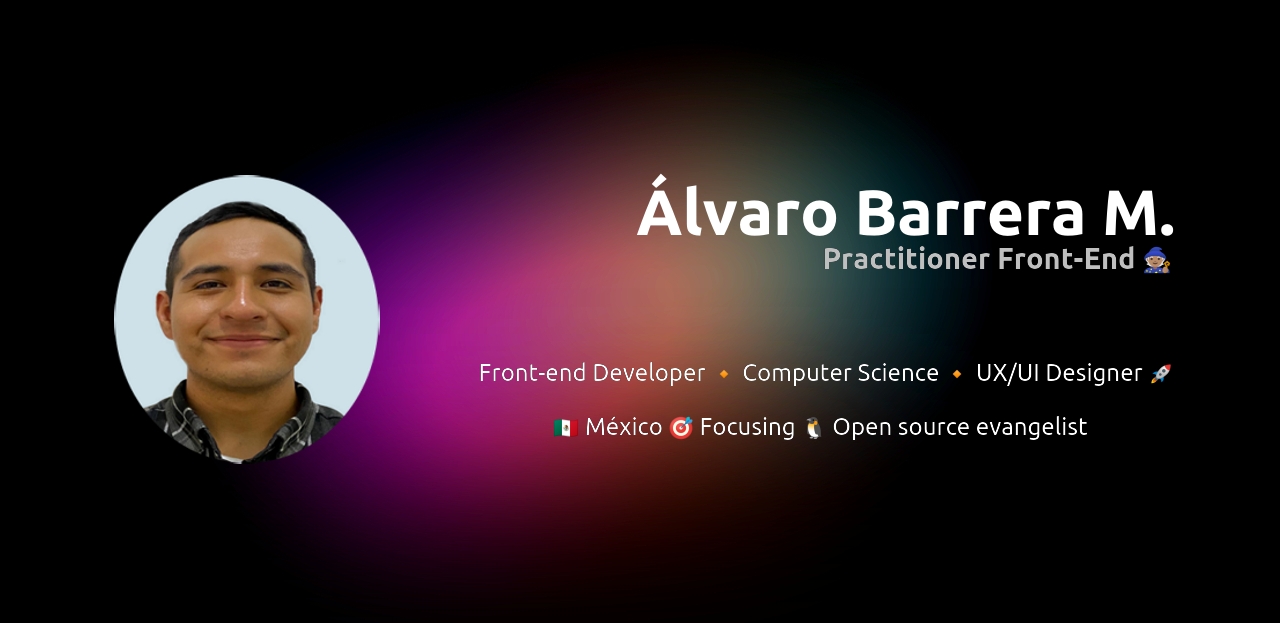 Álvaro Barrera M.
Practitioner Front-End 🧙🏽
Front-end Developer 🔸 Computer Science 🔸 UX/UI Designer 🚀
🇲🇽 México 🎯 Focusing 🐧 Open source evangelist